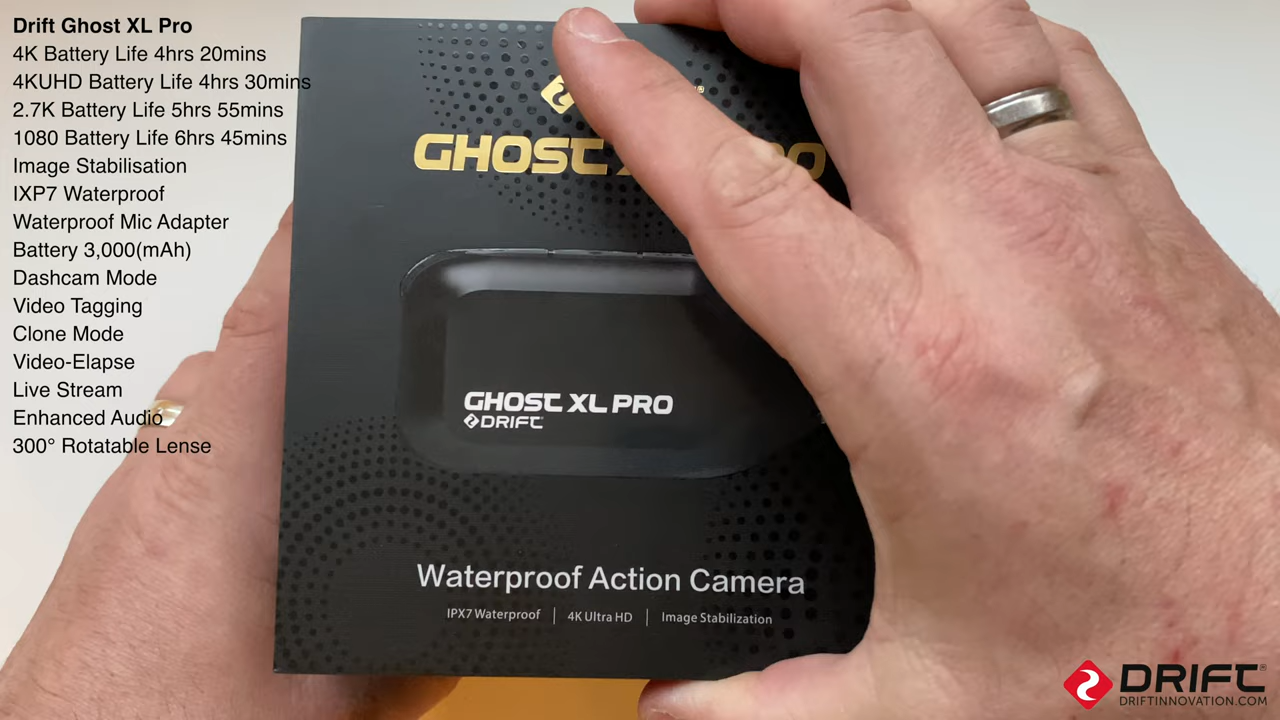 Drift Ghost XL Pro
4K Battery Life 4hrs 20mins
4KUHD Battery Life 4hrs 30mins
2.7K Battery Life 5hrs 55mins
1080 Battery Life 6hrs 45mins
Image Stabilisation
IXP7 Waterproof
Waterproof Mic Adapter
Battery 3,000(mAh)
Dashcam Mode
Video Tagging
Clone Mode
Video-Elapse
Live Stream
Enhanced Audio
300° Rotatable Lense
GHOST
GHOST XL PRO
DRIFT
Waterproof Action Camera
IPX7 Waterproof | 4K Ultra HD | Image Stabilization
DRIFT®
DRIFTINNOVATION.COM